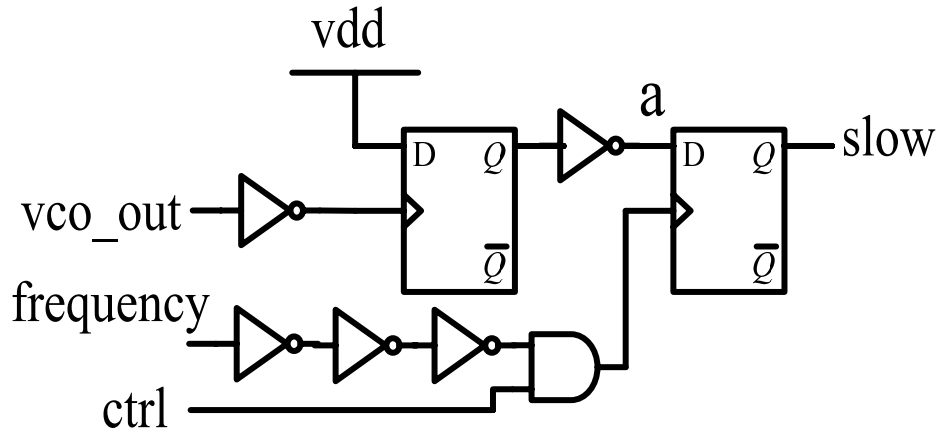 vdd
a
D Q
D Q
slow
vco_out
Q
Q
frequency
ctrl